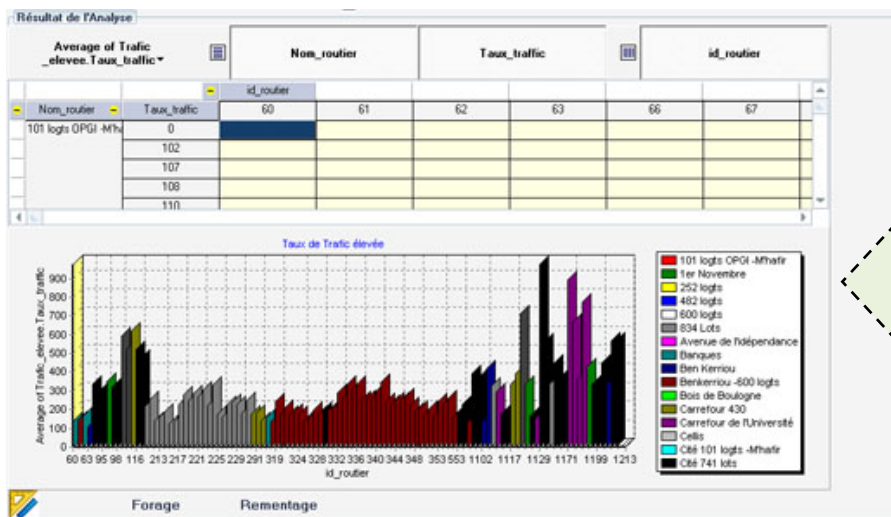 Résultat de l'Analyse
Average of Trafic
_elevee.Taux_traffic
Nom_routier
Taux_traffic
id_routier
id_routier
Nom_routier Taux_traffic 60 61 62 63 66 67
101 logts OPGI -M'h 0
102
107
108
110
Taux de Trafic élevée
Average of Trafic_elevee.Taux_traffic
900
800
700
600
500
400
300
200
100
0
60 63 95 98 116 213 217 221 225 229 291 319 324 328 332 336 340 344 348 353 553 1102 1117 1129 1171 1199 1213
id_routier
101 logts OPGI -M'hafir
1er Novembre
252 logts
482 logts
600 logts
834 Lots
Avenue de l'idépendance
Banques
Ben Kerriou
Benkerriou -600 logts
Bois de Boulogne
Carrefour 430
Carrefour de l'Université
Cellis
Cité 101 logts -M'hafir
Cité 741 lots
Forage Rementage